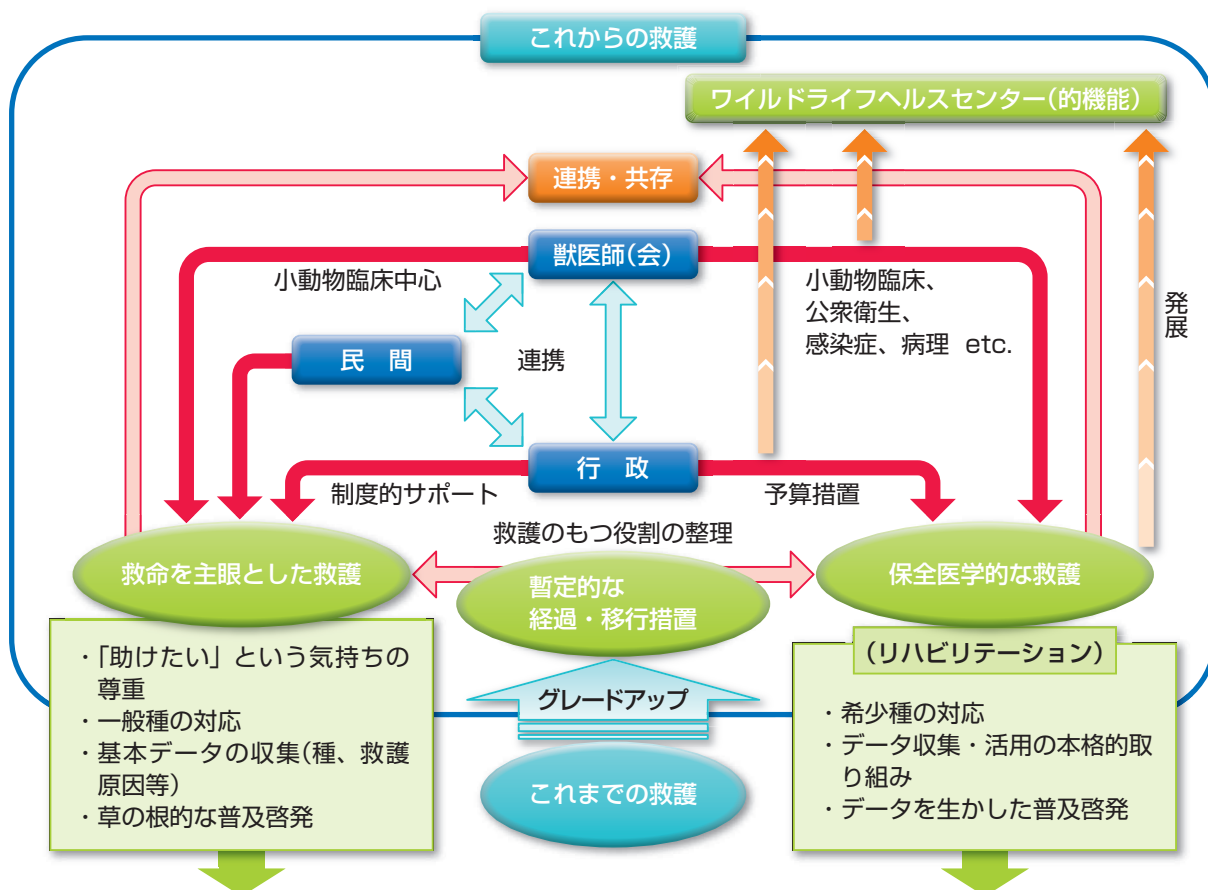 これからの救護
ワイルドライフヘルスセンター(的機能)
連携・共存
獣医師(会)
小動物臨床中心
小動物臨床、
公衆衛生、
感染症、病理 etc.
発展
民　間
連携
行　政
制度的サポート
予算措置
救護のもつ役割の整理
救命を主眼とした救護
暫定的な
経過・移行措置
保全医学的な救護
・「助けたい」という気持ちの
尊重
・一般種の対応
・基本データの収集(種、救護
原因等)
・草の根的な普及啓発
グレードアップ
これまでの救護
(リハビリテーション)
・希少種の対応
・データ収集・活用の本格的取
り組み
・データを生かした普及啓発